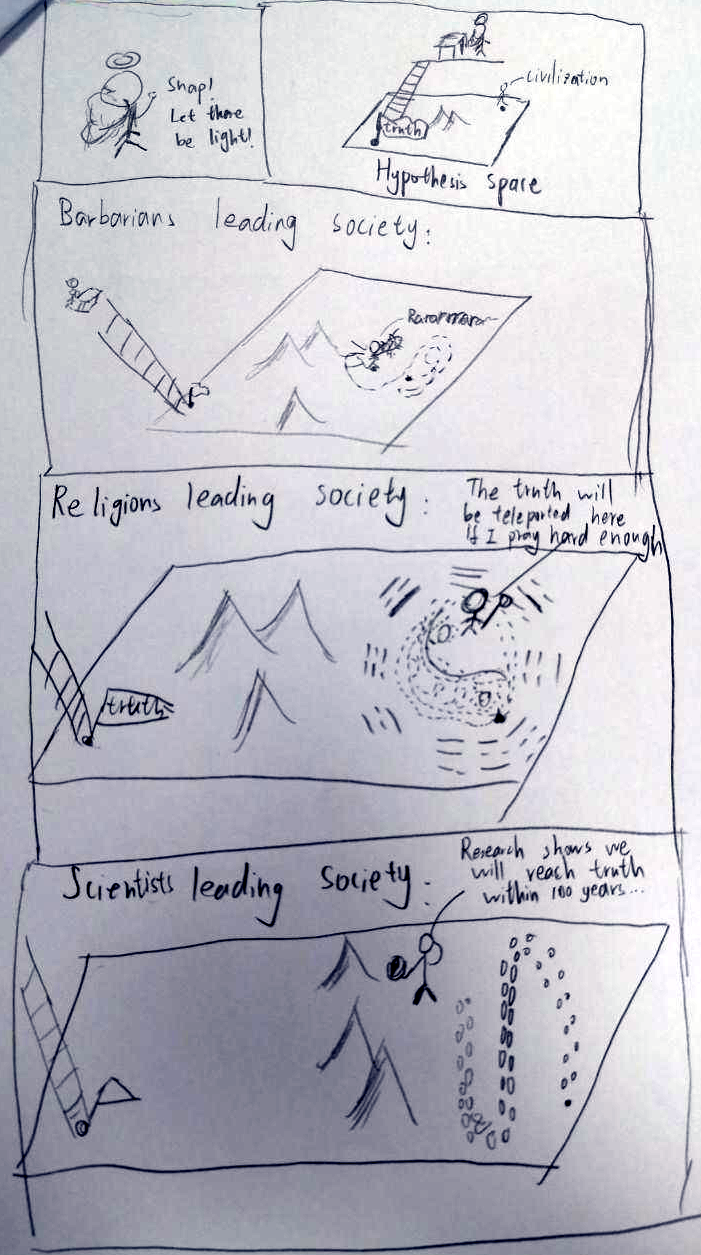 Snap!
Let there
be light!
Civilization
truth
Hypothesis space
Barbarians leading society:
Religions leading society:
The truth will
be teleported here
If I pray hard enough
truth
Scientists leading society:
Research shows we
will reach truth
within 100 years...